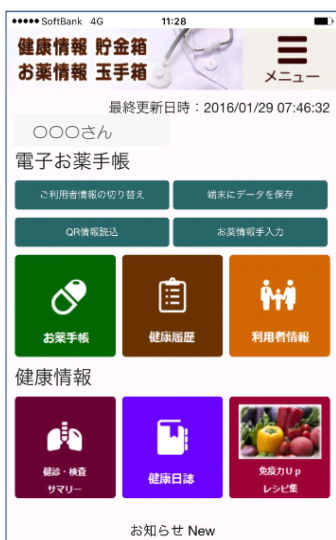 ●●●●● SoftBank 4G 11:28
健康情報 貯金箱
お薬情報 玉手箱
メニュー
最終更新日時：2016/01/29 07:46:32
○○○さん
電子お薬手帳
ご利用者情報の切り替え 端末にデータを保存
QR情報読込 お薬情報手入力
お薬手帳 健康履歴 利用者情報
健康情報
健診・検査
サマリー
健康日誌
免疫力Ｕｐ
レシピ集
お知らせ New